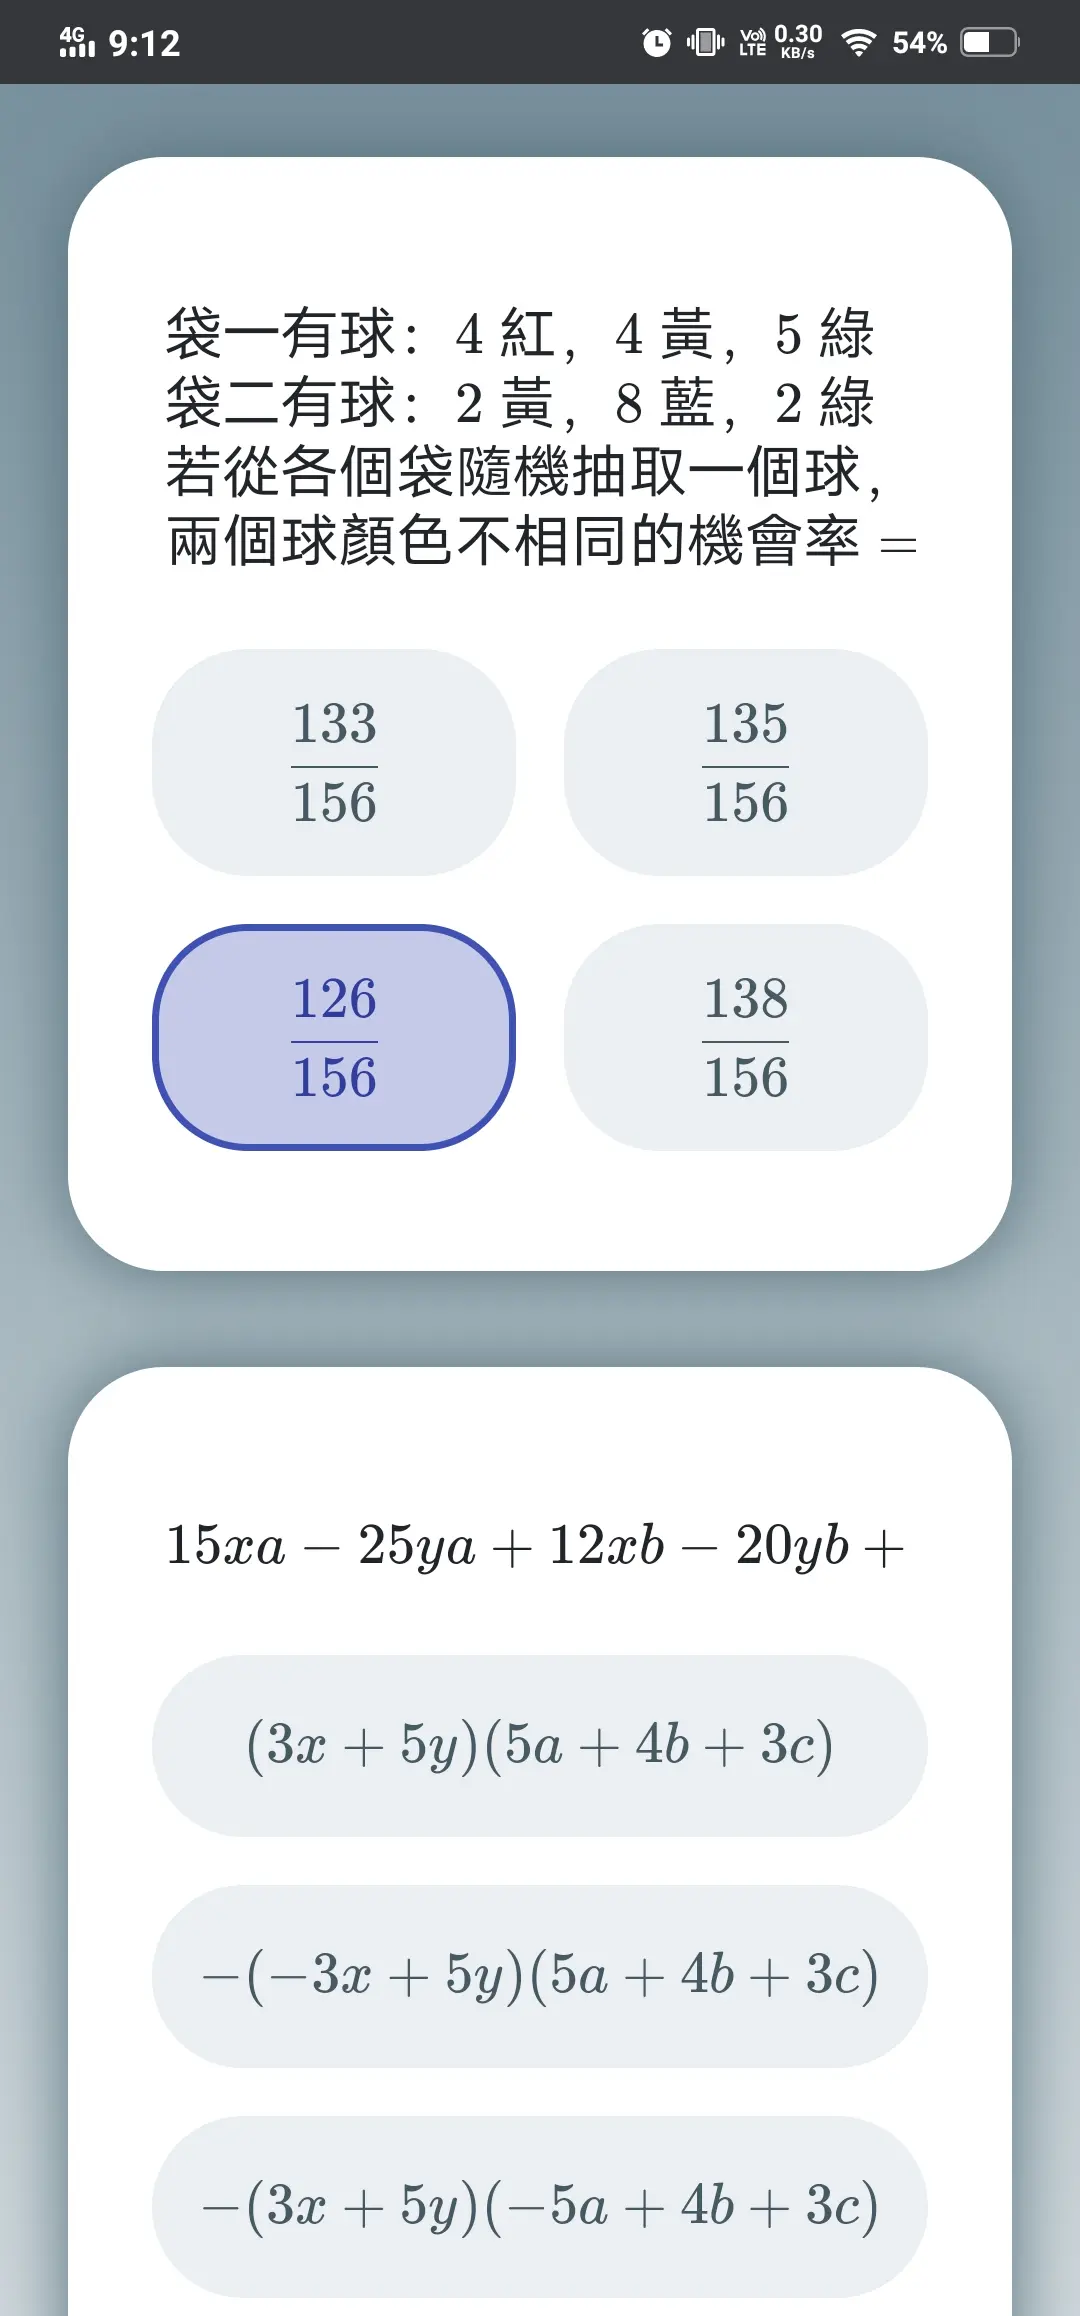 4G 9:12 Vo) LTE 0.30 KB/s 54%
袋一有球：4 紅，4 黃，5 綠
袋二有球：2 黃，8 藍，2 綠
若從各個袋隨機抽取一個球，
兩個球顏色不相同的機會率 =
133/156
135/156
126/156
138/156
15xa − 25ya + 12xb − 20yb +
(3x + 5y)(5a + 4b + 3c)
−(−3x + 5y)(5a + 4b + 3c)
−(3x + 5y)(−5a + 4b + 3c)